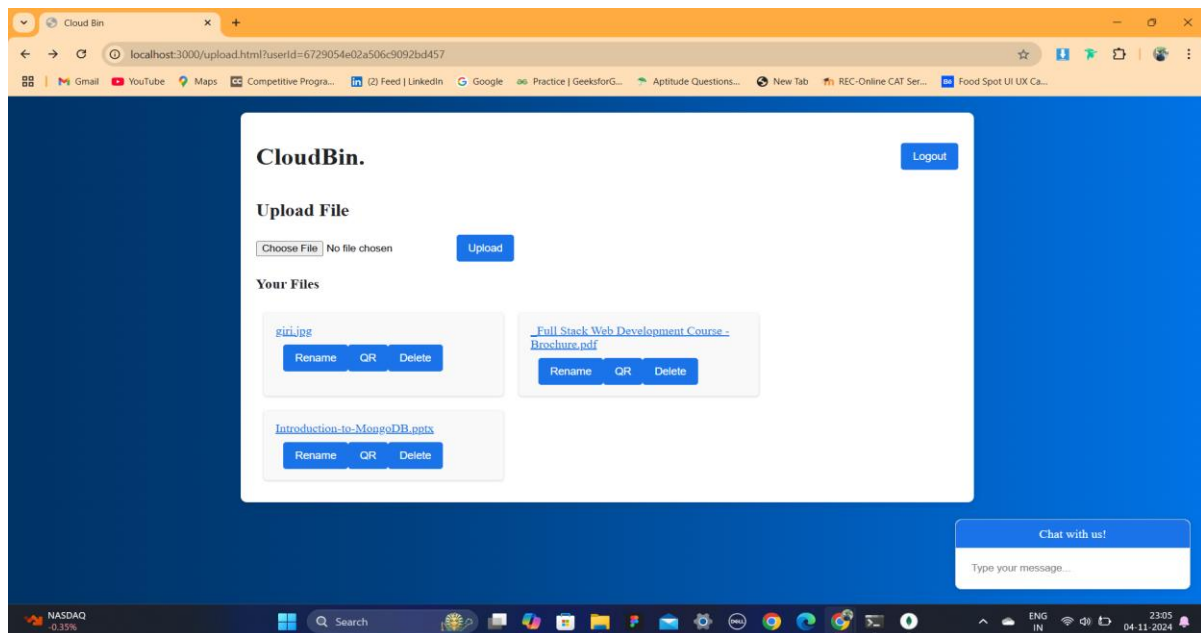 Cloud Bin
localhost:3000/upload.html?userId=6729054e02a506c9092bd457
Gmail YouTube Maps Competitive Progra... (2) Feed | LinkedIn Google Practice | GeeksforG... Aptitude Questions... New Tab REC-Online CAT Ser... Food Spot UI UX Ca...
CloudBin. Logout
Upload File
Choose File No file chosen Upload
Your Files
giri.jpg
Rename QR Delete
_Full Stack Web Development Course -
Brochure.pdf
Rename QR Delete
Introduction-to-MongoDB.pptx
Rename QR Delete
Chat with us!
Type your message...
NASDAQ
-0.35%
Search
ENG
IN
23:05
04-11-2024